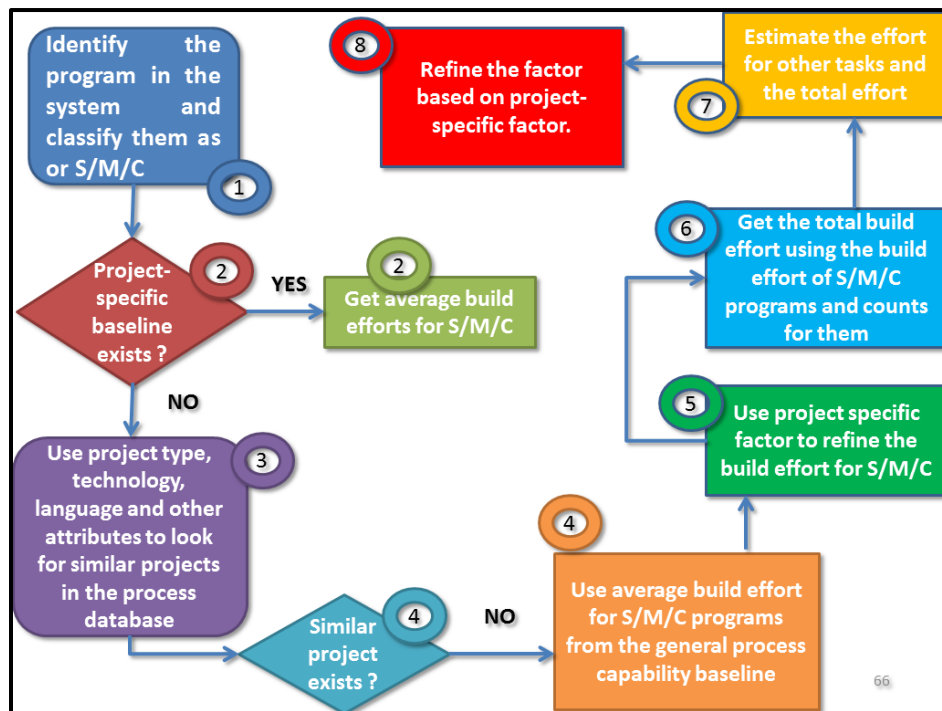 Identify the
program in the
system and
classify them as
or S/M/C
1
Project-
specific
baseline
exists ?
2
YES
2
Get average build
efforts for S/M/C
NO
Use project type,
technology,
language and other
attributes to look
for similar projects
in the process
database
3
Similar
project
exists ?
4
NO
4
Use average build effort
for S/M/C programs
from the general process
capability baseline
5
Use project specific
factor to refine the
build effort for S/M/C
6
Get the total build
effort using the build
effort of S/M/C
programs and counts
for them
Estimate the effort
for other tasks and
the total effort
7
8
Refine the factor
based on project-
specific factor.
66